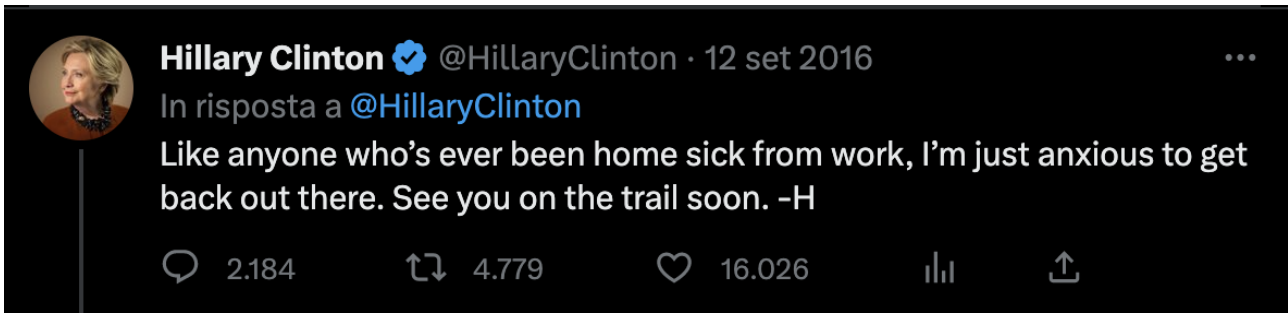 Hillary Clinton @HillaryClinton · 12 set 2016
In risposta a @HillaryClinton
Like anyone who’s ever been home sick from work, I’m just anxious to get
back out there. See you on the trail soon. -H
2.184 4.779 16.026